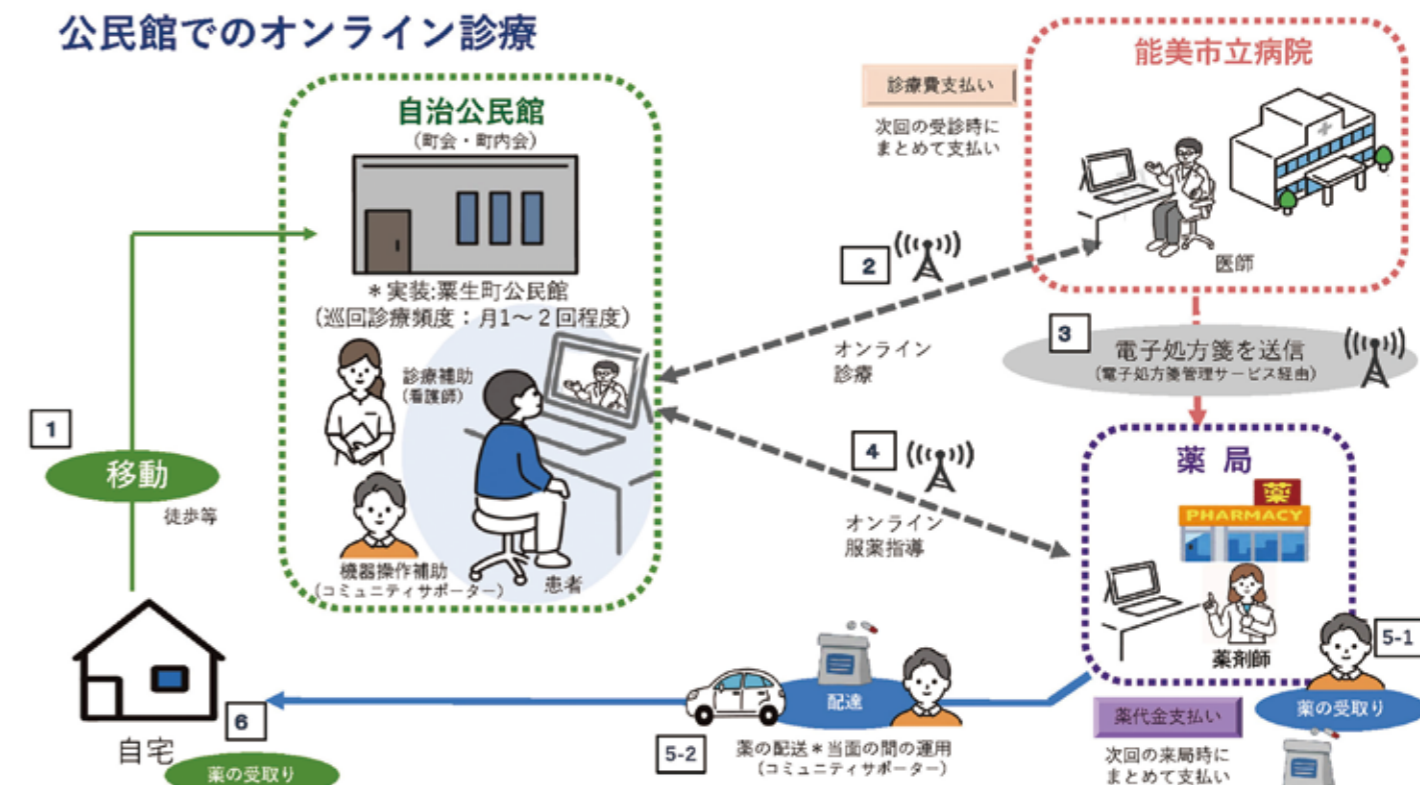 公民館でのオンライン診療
自治公民館
(町会・町内会)
＊実装:粟生町公民館
(巡回診療頻度：月1～2回程度)
診療補助
(看護師)
機器操作補助
(コミュニティサポーター)
患者
1
移動
徒歩等
自宅
6
薬の受取り
診療費支払い
次回の受診時に
まとめて支払い
能美市立病院
医師
2
オンライン
診療
3
電子処方箋を送信
(電子処方箋管理サービス経由)
4
オンライン
服薬指導
薬 局
薬
PHARMACY
薬剤師
5-1
薬の受取り
薬代金支払い
次回の来局時に
まとめて支払い
配達
5-2
薬の配送＊当面の間の運用
(コミュニティサポーター)